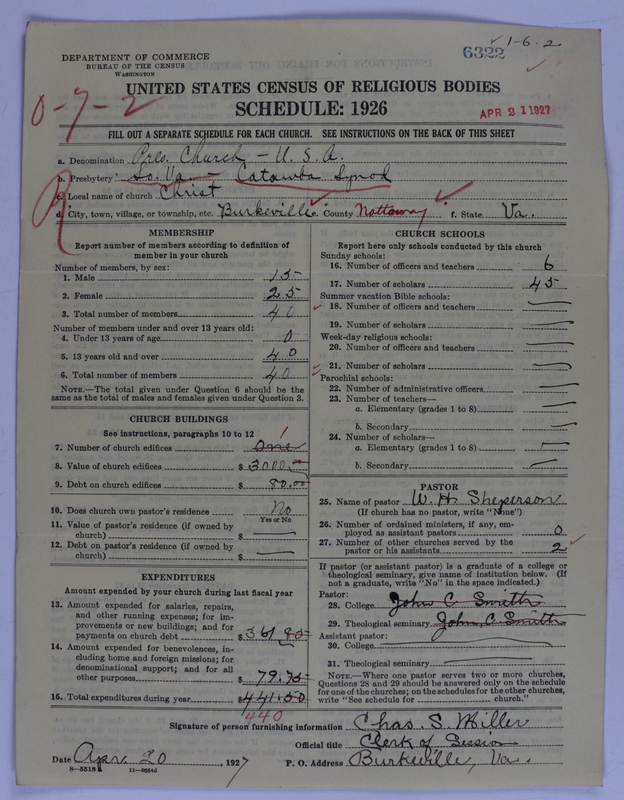 1-6-2
6322
DEPARTMENT OF COMMERCE
BUREAU OF THE CENSUS
WASHINGTON
UNITED STATES CENSUS OF RELIGIOUS BODIES
SCHEDULE: 1926
0-7-2
APR 21 1927
FILL OUT A SEPARATE SCHEDULE FOR EACH CHURCH. SEE INSTRUCTIONS ON THE BACK OF THIS SHEET
a. Denomination Pres. Church - U.S.A.
b. Presbytery: So. Va. - Catawba Synod
c. Local name of church Christ
d. City, town, village, or township, etc. Burkeville e. County Nottoway f. State Va.
MEMBERSHIP
Report number of members according to definition of member in your church
Number of members, by sex:
1. Male 15
2. Female 25
3. Total number of members 40
Number of members under and over 13 years old:
4. Under 13 years of age 0
5. 13 years old and over 40
6. Total number of members 40
NOTE.—The total given under Question 6 should be the same as the total of males and females given under Question 3.
CHURCH BUILDINGS
See instructions, paragraphs 10 to 12
7. Number of church edifices One 1
8. Value of church edifices $3000
9. Debt on church edifices $80.00
10. Does church own pastor's residence No
Yes or No
11. Value of pastor's residence (if owned by church) $
12. Debt on pastor's residence (if owned by church) $
EXPENDITURES
Amount expended by your church during last fiscal year
13. Amount expended for salaries, repairs, and other running expenses; for improvements or new buildings; and for payments on church debt $361.80
14. Amount expended for benevolences, including home and foreign missions; for denominational support; and for all other purposes $79.75
15. Total expenditures during year $441.50
440
CHURCH SCHOOLS
Report here only schools conducted by this church
Sunday schools:
16. Number of officers and teachers 6
17. Number of scholars 45
Summer vacation Bible schools:
18. Number of officers and teachers
19. Number of scholars
Week-day religious schools:
20. Number of officers and teachers
21. Number of scholars
Parochial schools:
22. Number of administrative officers
23. Number of teachers—
a. Elementary (grades 1 to 8)
b. Secondary
24. Number of scholars—
a. Elementary (grades 1 to 8)
b. Secondary
PASTOR
25. Name of pastor W. H. Sheperson
(If church has no pastor, write "None")
26. Number of ordained ministers, if any, employed as assistant pastors 0
27. Number of other churches served by the pastor or his assistants 2
If pastor (or assistant pastor) is a graduate of a college or theological seminary, give name of institution below. (If not a graduate, write "No" in the space indicated.)
Pastor:
28. College John C Smith
29. Theological seminary John, C Smith
Assistant pastor:
30. College
31. Theological seminary
NOTE.—Where one pastor serves two or more churches, Questions 28 and 29 should be answered only on the schedule for one of the churches; on the schedules for the other churches, write "See schedule for church."
Signature of person furnishing information Chas. S. Miller
Official title Clerk of Session
Date Apr. 20, 1927 P. O. Address Burkeville, Va.
8-5518 11-9064d